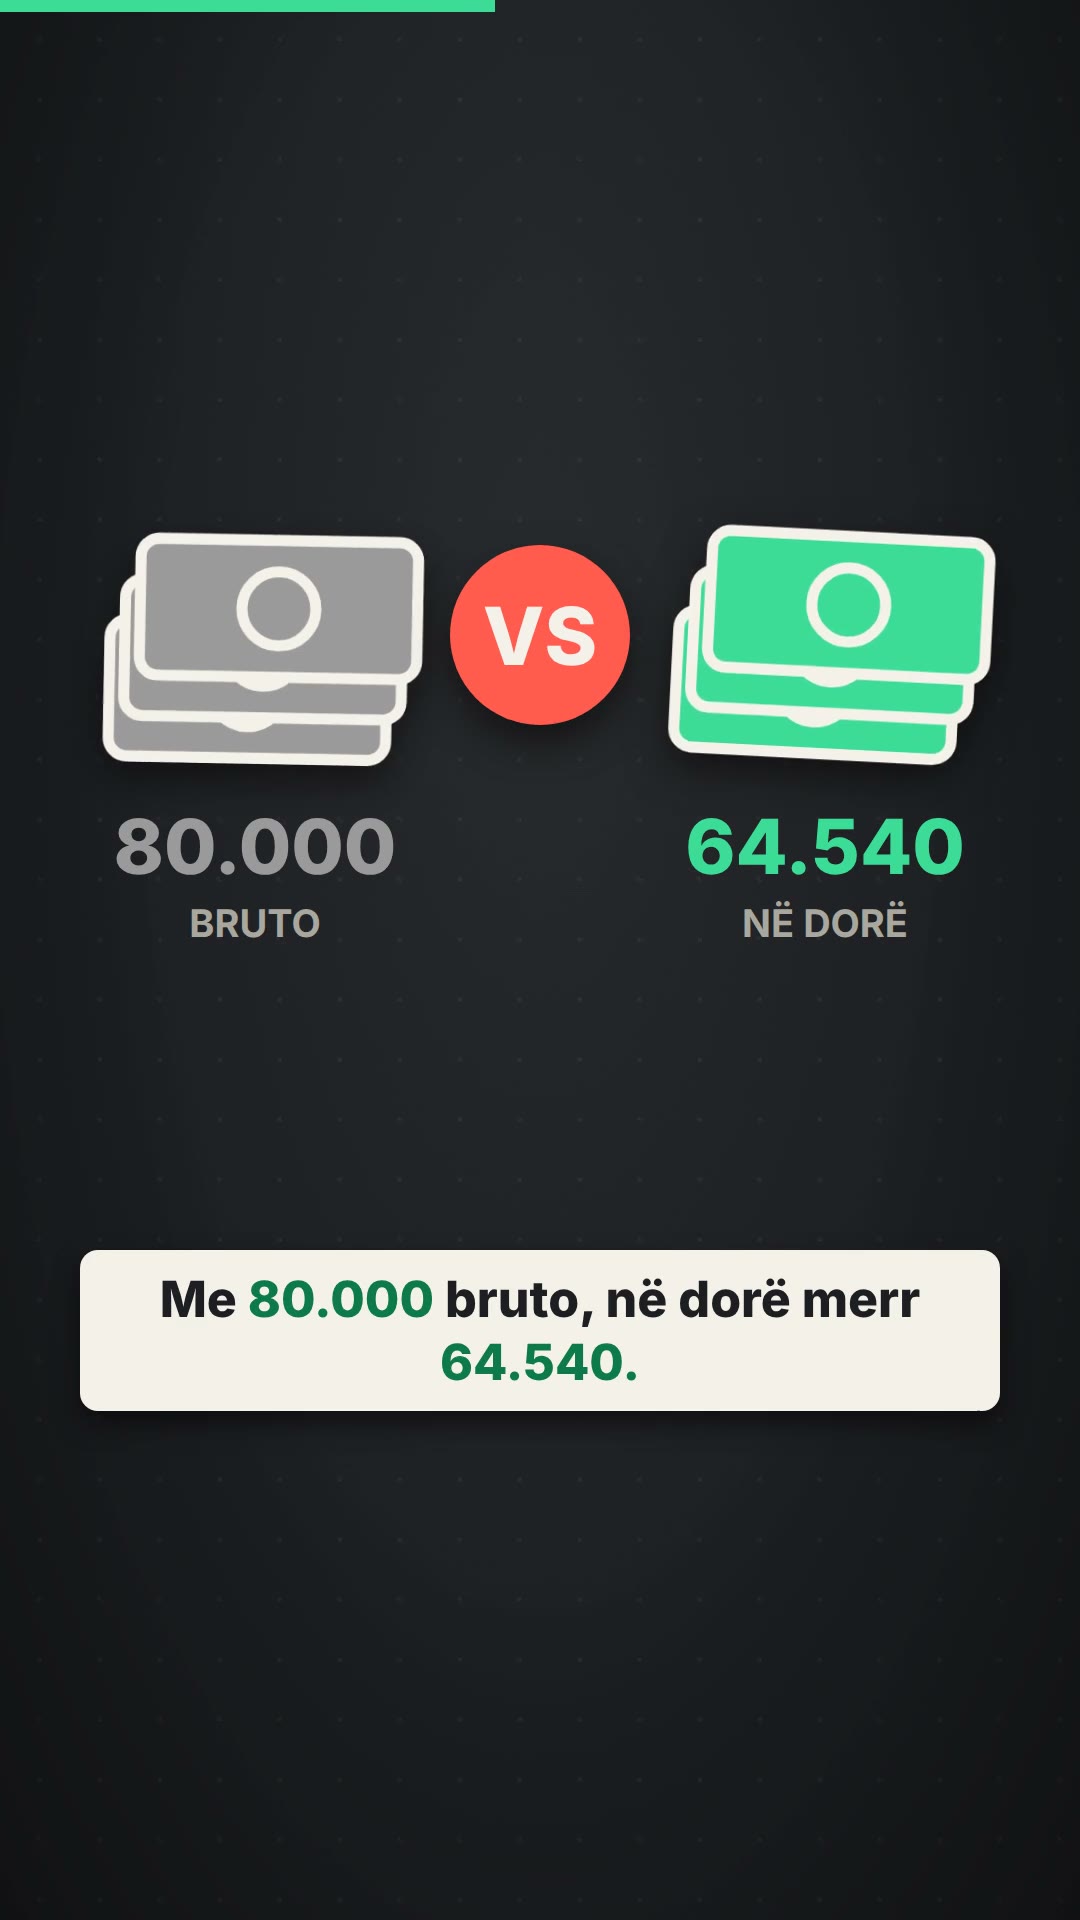 VS
80.000
BRUTO
64.540
NË DORË
Me 80.000 bruto, në dorë merr
64.540.